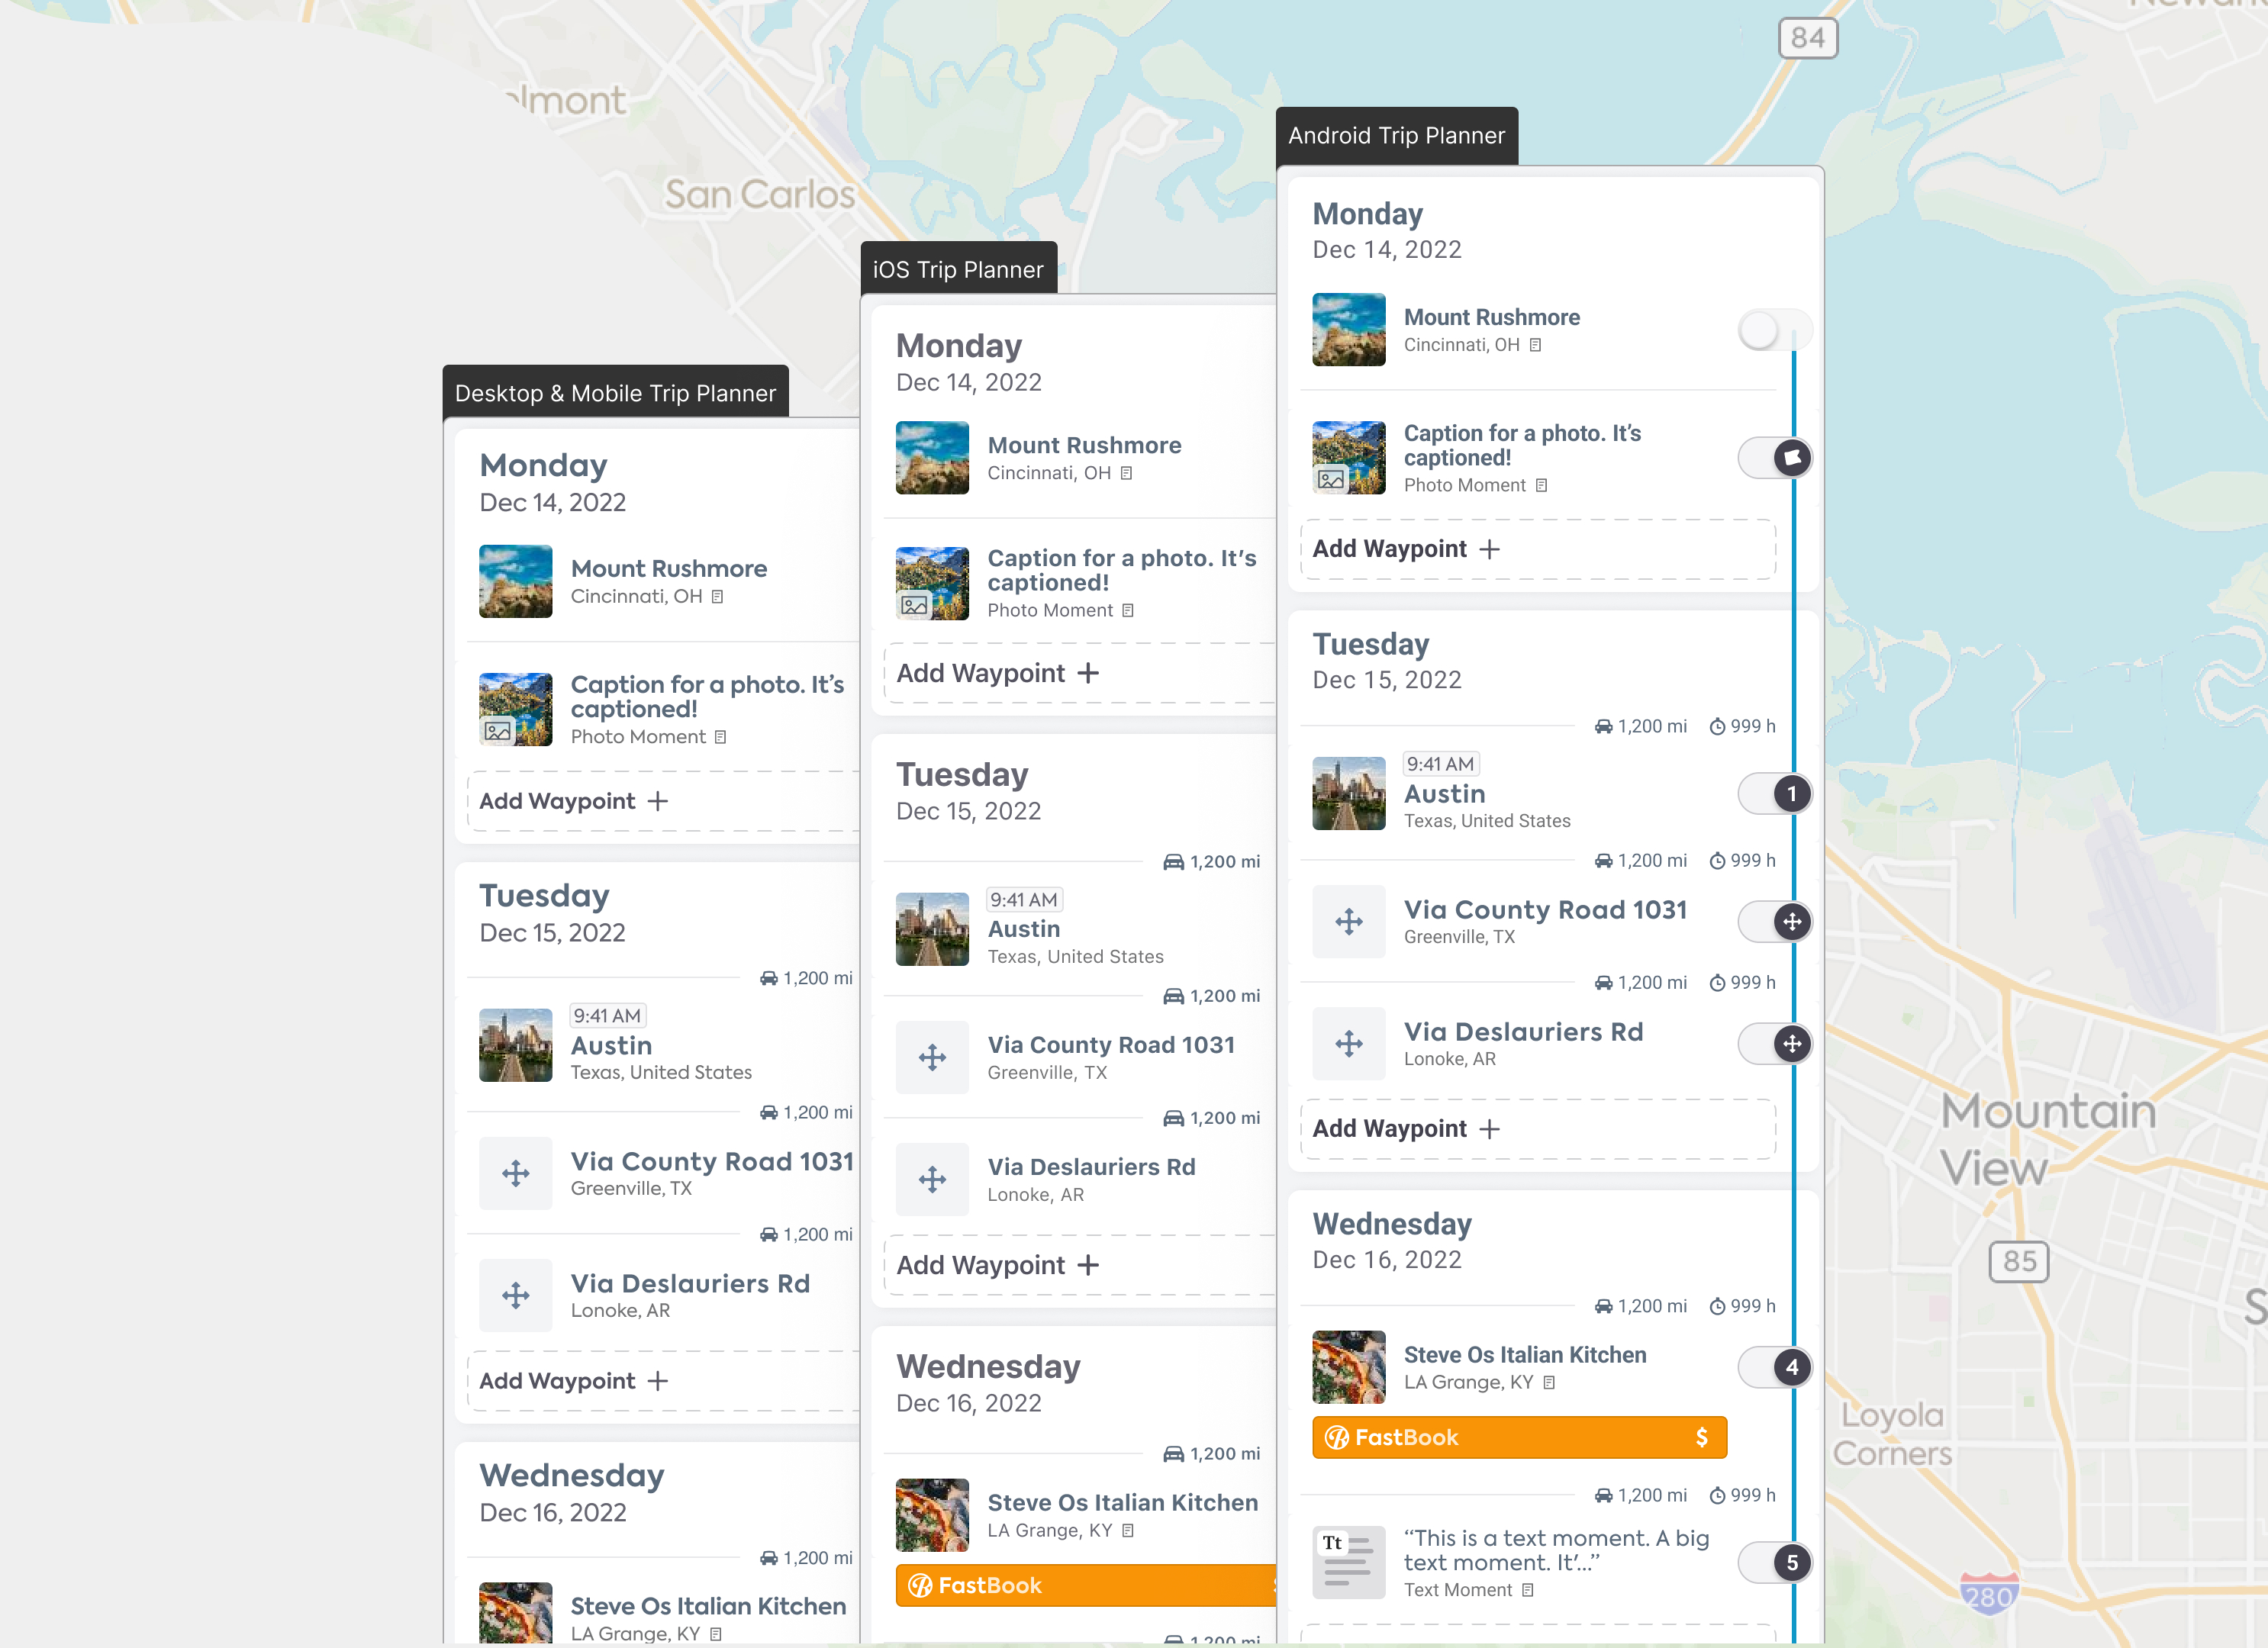 84
San Carlos
Desktop & Mobile Trip Planner
Monday
Dec 14, 2022
Mount Rushmore
Cincinnati, OH
Caption for a photo. It's
captioned!
Photo Moment
Add Waypoint +
Tuesday
Dec 15, 2022
1,200 mi
9:41 AM
Austin
Texas, United States
1,200 mi
Via County Road 1031
Greenville, TX
1,200 mi
Via Deslauriers Rd
Lonoke, AR
Add Waypoint +
Wednesday
Dec 16, 2022
1,200 mi
Steve Os Italian Kitchen
LA Grange, KY
iOS Trip Planner
Monday
Dec 14, 2022
Mount Rushmore
Cincinnati, OH
Caption for a photo. It's
captioned!
Photo Moment
Add Waypoint +
Tuesday
Dec 15, 2022
1,200 mi
9:41 AM
Austin
Texas, United States
1,200 mi
Via County Road 1031
Greenville, TX
1,200 mi
Via Deslauriers Rd
Lonoke, AR
Add Waypoint +
Wednesday
Dec 16, 2022
1,200 mi
Steve Os Italian Kitchen
LA Grange, KY
FastBook
1,200 mi
Android Trip Planner
Monday
Dec 14, 2022
Mount Rushmore
Cincinnati, OH
Caption for a photo. It's
captioned!
Photo Moment
Add Waypoint +
Tuesday
Dec 15, 2022
1,200 mi 999 h
9:41 AM
Austin
Texas, United States
1
1,200 mi 999 h
Via County Road 1031
Greenville, TX
1,200 mi 999 h
Via Deslauriers Rd
Lonoke, AR
Add Waypoint +
Wednesday
Dec 16, 2022
1,200 mi 999 h
Steve Os Italian Kitchen
LA Grange, KY
4
FastBook $
1,200 mi 999 h
Tt
“This is a text moment. A big
text moment. It’...”
Text Moment
5
Mountain
View
85
Loyola
Corners
280